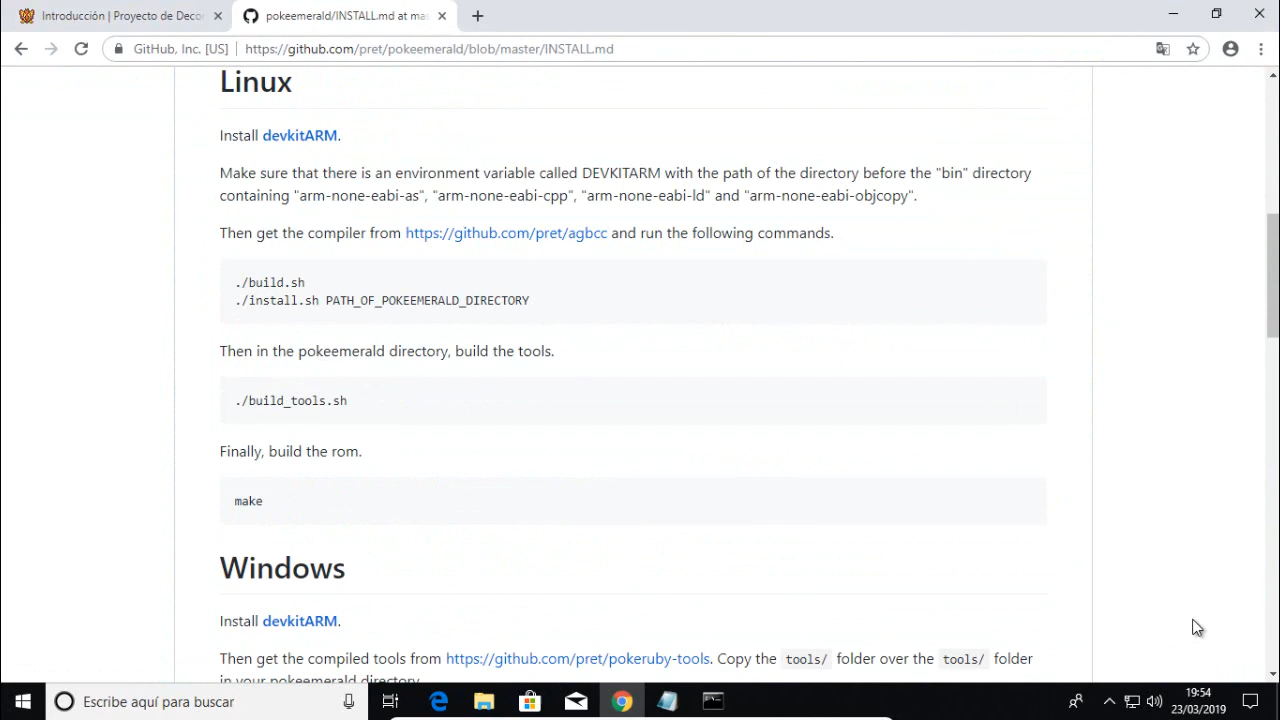 Introducción | Proyecto de Decor
pokeemerald/INSTALL.md at mas
GitHub, Inc. [US] | https://github.com/pret/pokeemerald/blob/master/INSTALL.md
Linux
Install devkitARM.
Make sure that there is an environment variable called DEVKITARM with the path of the directory before the "bin" directory
containing "arm-none-eabi-as", "arm-none-eabi-cpp", "arm-none-eabi-ld" and "arm-none-eabi-objcopy".
Then get the compiler from https://github.com/pret/agbcc and run the following commands.
./build.sh
./install.sh PATH_OF_POKEEMERALD_DIRECTORY
Then in the pokeemerald directory, build the tools.
./build_tools.sh
Finally, build the rom.
make
Windows
Install devkitARM.
Then get the compiled tools from https://github.com/pret/pokeruby-tools. Copy the tools/ folder over the tools/ folder
in your pokeemerald directory.
Escribe aquí para buscar
19:54
23/03/2019